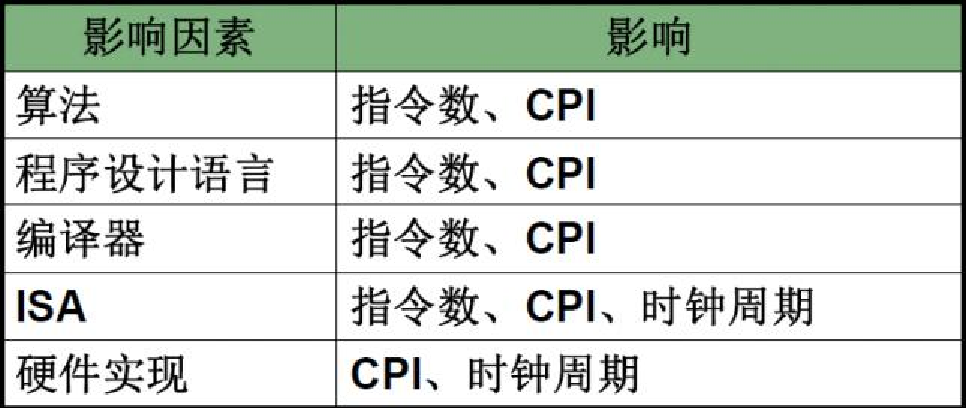 影响因素 影响
算法 指令数、CPI
程序设计语言 指令数、CPI
编译器 指令数、CPI
ISA 指令数、CPI、时钟周期
硬件实现 CPI、时钟周期